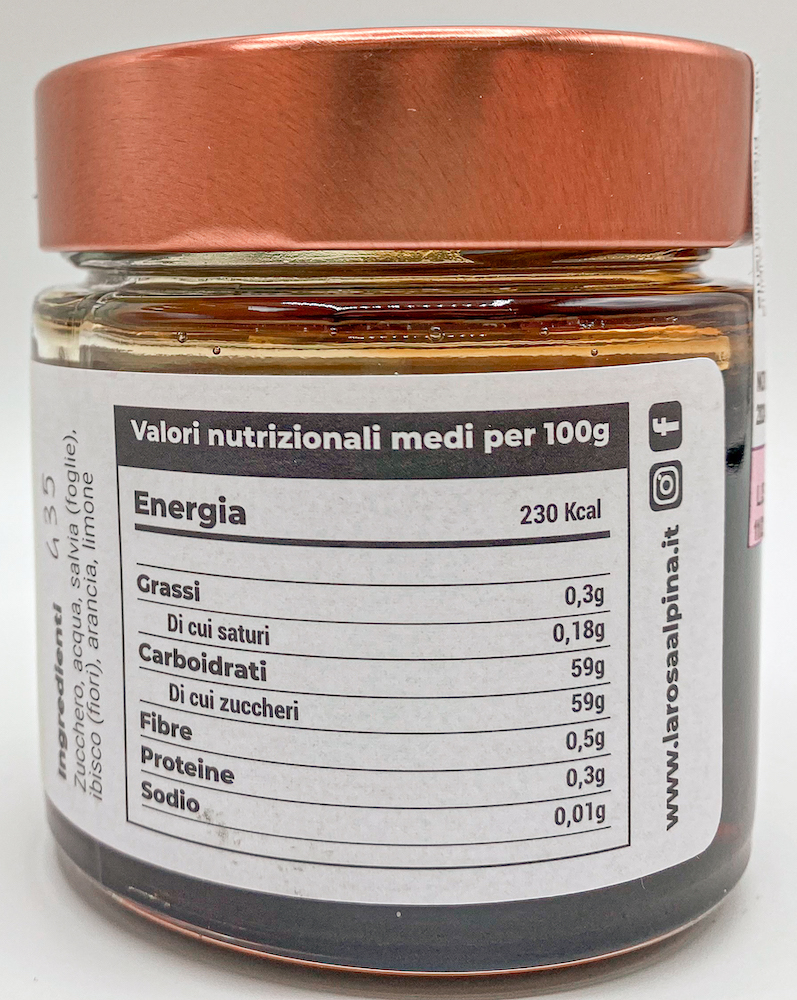 Valori nutrizionali medi per 100g
Energia 230 Kcal
Grassi 0,3g
Di cui saturi 0,18g
Carboidrati 59g
Di cui zuccheri 59g
Fibre 0,5g
Proteine 0,3g
Sodio 0,01g
Ingredienti 435
Zucchero, acqua, salvia (foglie),
ibisco (fiori), arancia, limone
www.larosaalpina.it